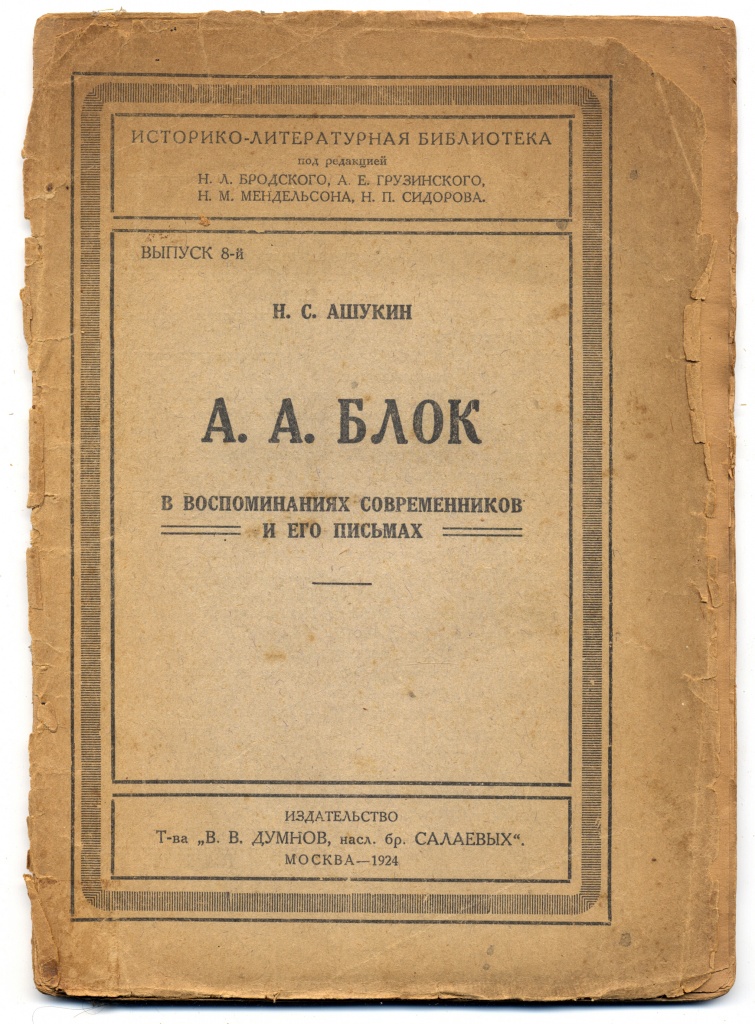 ИСТОРИКО-ЛИТЕРАТУРНАЯ БИБЛИОТЕКА
под редакцией
Н. Л. БРОДСКОГО, А. Е. ГРУЗИНСКОГО,
Н. М. МЕНДЕЛЬСОНА, Н. П. СИДОРОВА.
ВЫПУСК 8-й
Н. С. АШУКИН
А. А. БЛОК
В ВОСПОМИНАНИЯХ СОВРЕМЕННИКОВ
И ЕГО ПИСЬМАХ
ИЗДАТЕЛЬСТВО
Т-ва „В. В. ДУМНОВ, насл. бр. САЛАЕВЫХ“.
МОСКВА—1924